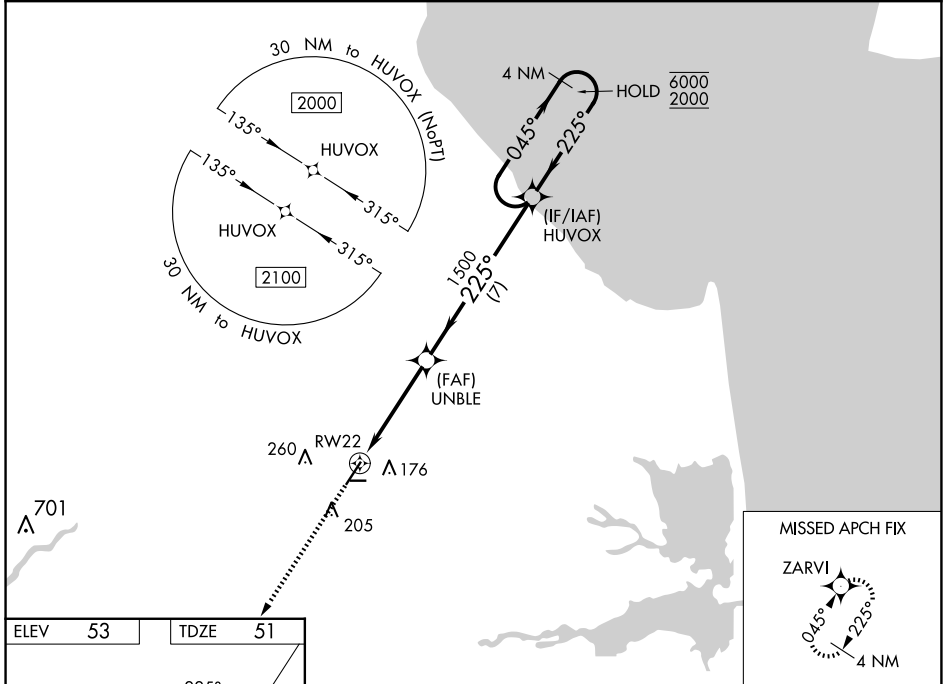 30 NM to HUVOX (NoPT)
2000
135°
HUVOX
315°
135°
HUVOX
315°
2100
30 NM to HUVOX
4 NM
HOLD
6000
2000
045°
225°
(IF/IAF)
HUVOX
1500
225°
(7)
(FAF)
UNBLE
260
RW22
176
205
701
MISSED APCH FIX
ZARVI
045°
225°
4 NM
ELEV 53
TDZE 51